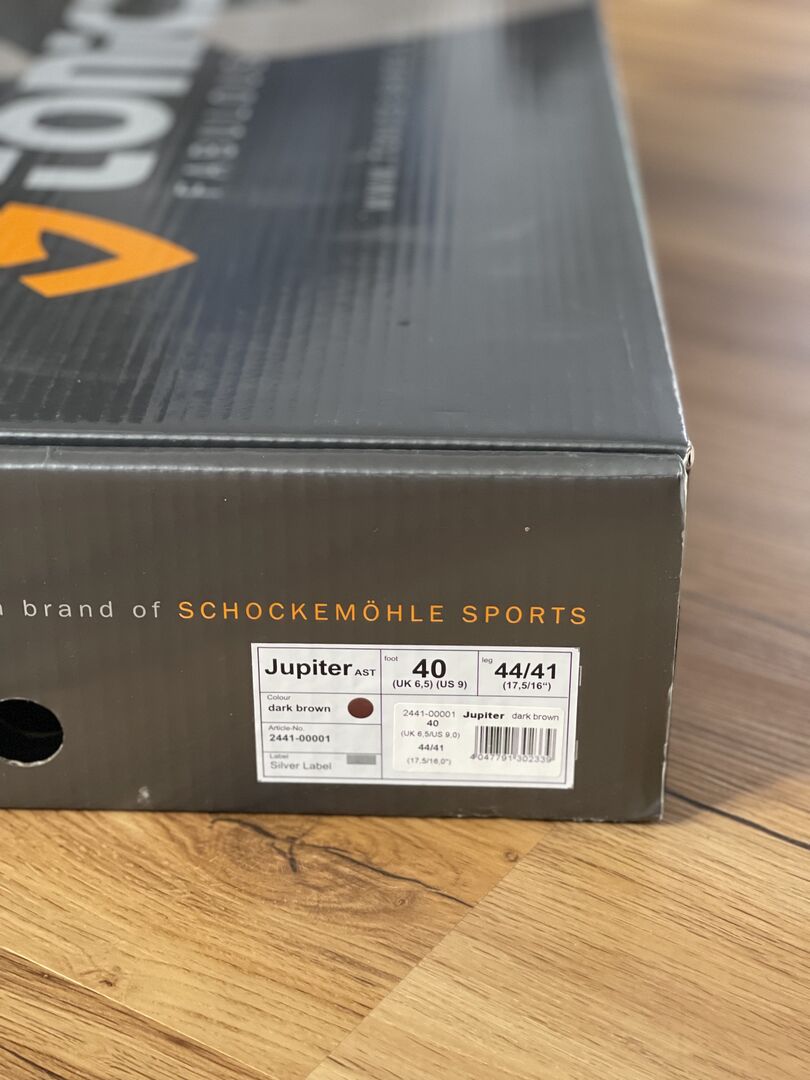 FABULOUS
brand of SCHOCKEMÖHLE SPORTS
Jupiter AST
foot
40
(UK 6,5) (US 9)
leg
44/41
(17,5/16“)
Colour
dark brown
Article-No.
2441-00001
Label
Silver Label
2441-00001 Jupiter dark brown
40
(UK 6,5/US 9,0)
44/41
(17,5/16,0")
4047791302339